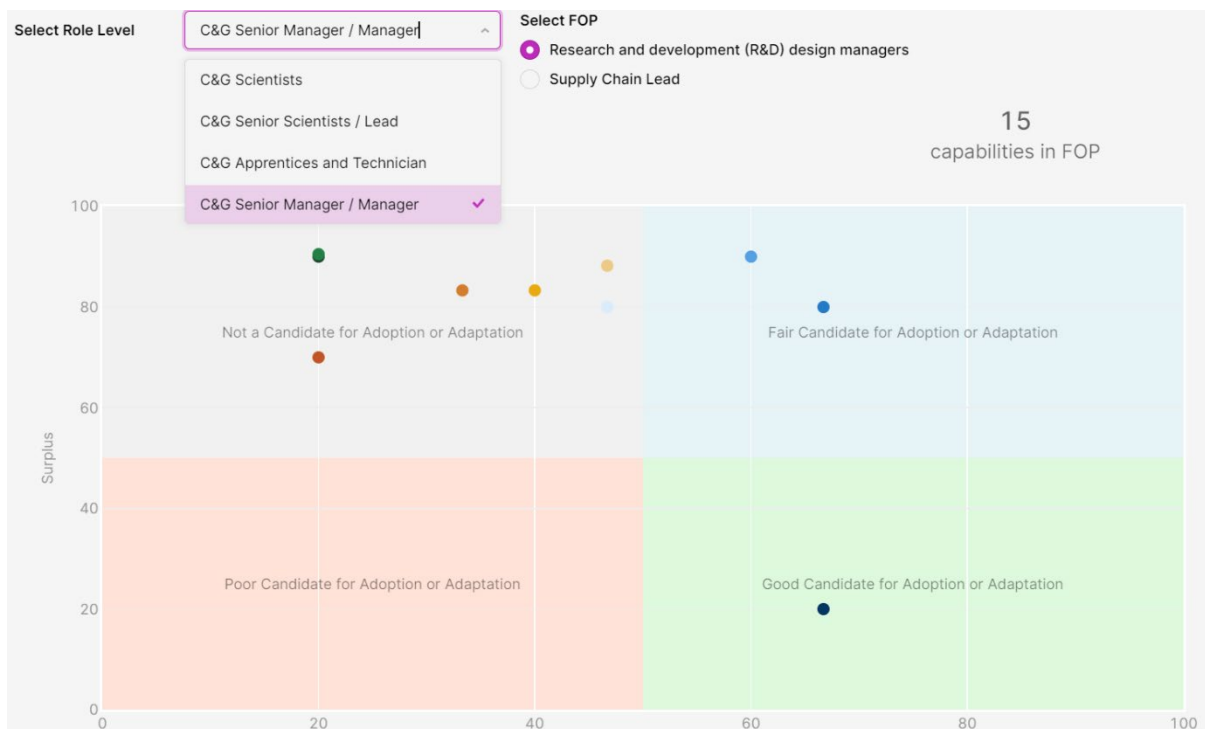 Select Role Level
C&G Senior Manager / Manager
C&G Scientists
C&G Senior Scientists / Lead
C&G Apprentices and Technician
C&G Senior Manager / Manager
Select FOP
Research and development (R&D) design managers
Supply Chain Lead
15
capabilities in FOP
100
80
60
40
20
0
Surplus
Not a Candidate for Adoption or Adaptation
Fair Candidate for Adoption or Adaptation
Poor Candidate for Adoption or Adaptation
Good Candidate for Adoption or Adaptation
0
20
40
60
80
100